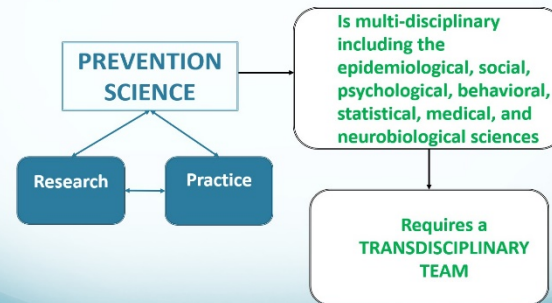 PREVENTION
SCIENCE
Is multi-disciplinary
including the
epidemiological, social,
psychological, behavioral,
statistical, medical, and
neurobiological sciences
Research
Practice
Requires a
TRANSDISCIPLINARY
TEAM